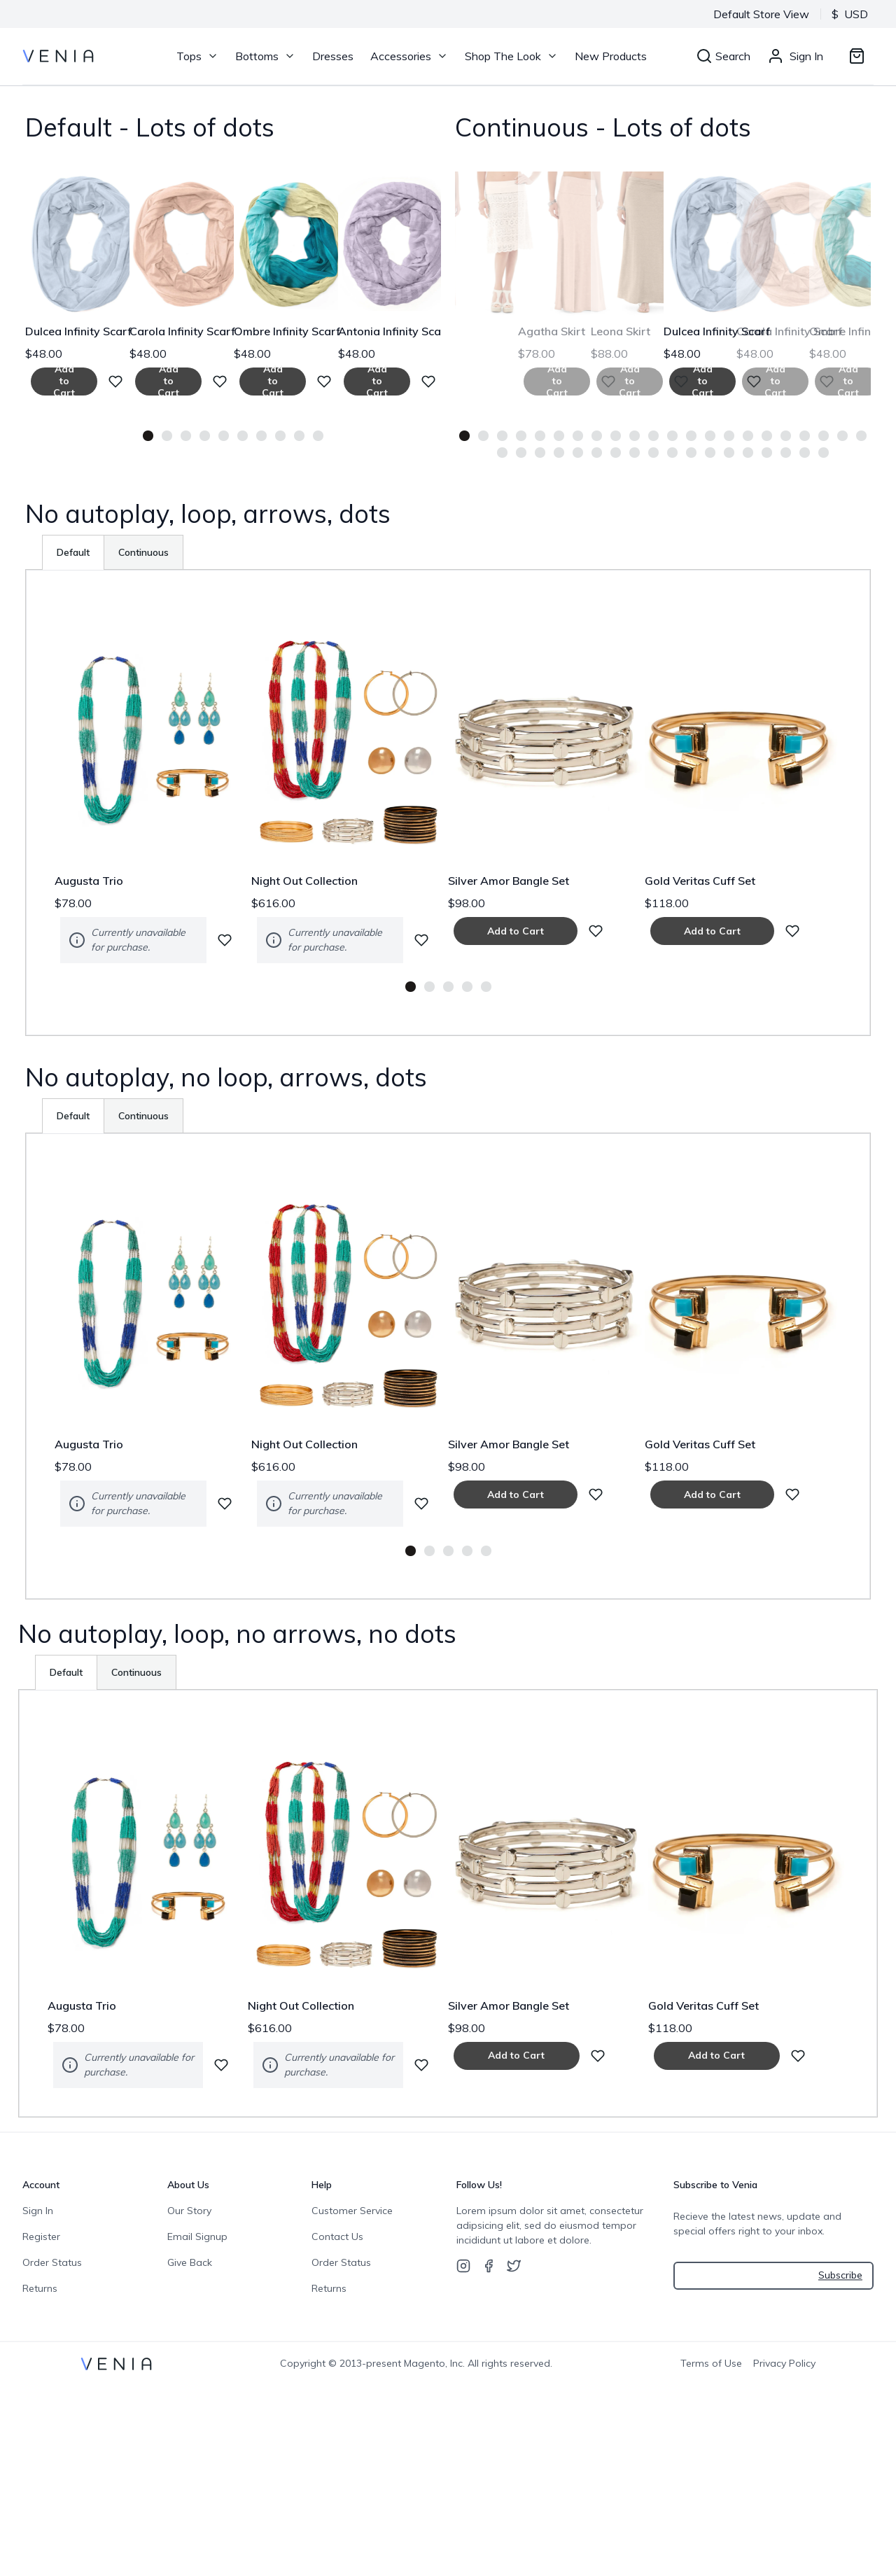 Default Store View $ USD
VENIA Tops Bottoms Dresses Accessories Shop The Look New Products Search Sign In
Default - Lots of dots
Dulcea Infinity Scarf Carola Infinity Scarf Ombre Infinity Scarf Antonia Infinity Sca
$48.00 $48.00 $48.00 $48.00
Add to Cart Add to Cart Add to Cart Add to Cart
Continuous - Lots of dots
Agatha Skirt Leona Skirt Dulcea Infinity Scarf Infinity Ombre Infin
$78.00 $88.00 $48.00 $48.00 $48.00
Add to Cart Add to Cart Add to Cart Add to Cart Add to Cart
No autoplay, loop, arrows, dots
Default Continuous
Augusta Trio Night Out Collection Silver Amor Bangle Set Gold Veritas Cuff Set
$78.00 $616.00 $98.00 $118.00
Currently unavailable Currently unavailable Add to Cart Add to Cart
for purchase. for purchase.
No autoplay, no loop, arrows, dots
Default Continuous
Augusta Trio Night Out Collection Silver Amor Bangle Set Gold Veritas Cuff Set
$78.00 $616.00 $98.00 $118.00
Currently unavailable Currently unavailable Add to Cart Add to Cart
for purchase. for purchase.
No autoplay, loop, no arrows, no dots
Default Continuous
Augusta Trio Night Out Collection Silver Amor Bangle Set Gold Veritas Cuff Set
$78.00 $616.00 $98.00 $118.00
Currently unavailable for Currently unavailable for Add to Cart Add to Cart
purchase. purchase.
Account
Sign In
Register
Order Status
Returns
About Us
Our Story
Email Signup
Give Back
Help
Customer Service
Contact Us
Order Status
Returns
Follow Us!
Lorem ipsum dolor sit amet, consectetur
adipsicing elit, sed do eiusmod tempor
incididunt ut labore et dolore.
Subscribe to Venia
Recieve the latest news, update and
special offers right to your inbox.
Subscribe
VENIA Copyright © 2013-present Magento, Inc. All rights reserved. Terms of Use Privacy Policy